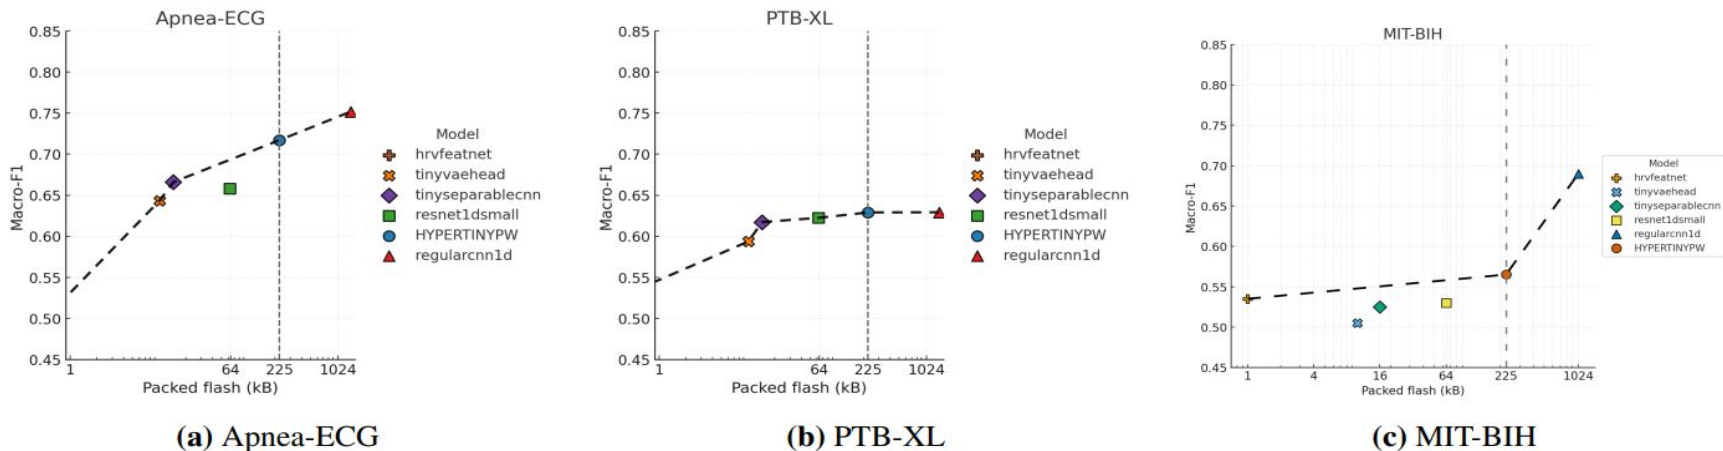 Apnea-ECG
0.85
0.80
0.75
0.70
0.65
0.60
0.55
0.50
0.45
Macro-F1
1
64
225
1024
Packed flash (kB)
Model
hrvfeatnet
tinyvaehead
tinyseparablecnn
resnet1dsmall
HYPERTINYPW
regularcnn1d
(a) Apnea-ECG
PTB-XL
0.85
0.80
0.75
0.70
0.65
0.60
0.55
0.50
0.45
Macro-F1
1
64
225
1024
Packed flash (kB)
Model
hrvfeatnet
tinyvaehead
tinyseparablecnn
resnet1dsmall
HYPERTINYPW
regularcnn1d
(b) PTB-XL
MIT-BIH
0.85
0.80
0.75
0.70
0.65
0.60
0.55
0.50
0.45
Macro-F1
1
4
16
64
225
1024
Packed flash (kB)
Model
hrvfeatnet
tinyvaehead
tinyseparablecnn
resnet1dsmall
regularcnn1d
HYPERTINYPW
(c) MIT-BIH